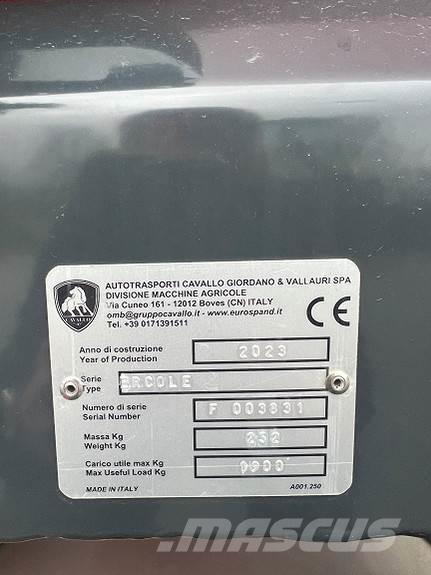 AUTOTRASPORTI CAVALLO GIORDANO & VALLAURI SPA
DIVISIONE MACCHINE AGRICOLE
Via Cuneo 161 - 12012 Boves (CN) ITALY
omb@gruppocavallo.it - www.eurospand.it
Tel. +39 0171391511
CAVALLO
CE
Anno di costruzione
Year of Production
2023
Serie
Type
ERCOLE
Numero di serie
Serial Number
F 003831
Massa Kg
Weight Kg
252
Carico utile max Kg
Max Useful Load Kg
1900
MADE IN ITALY
A001.250
MASCUS